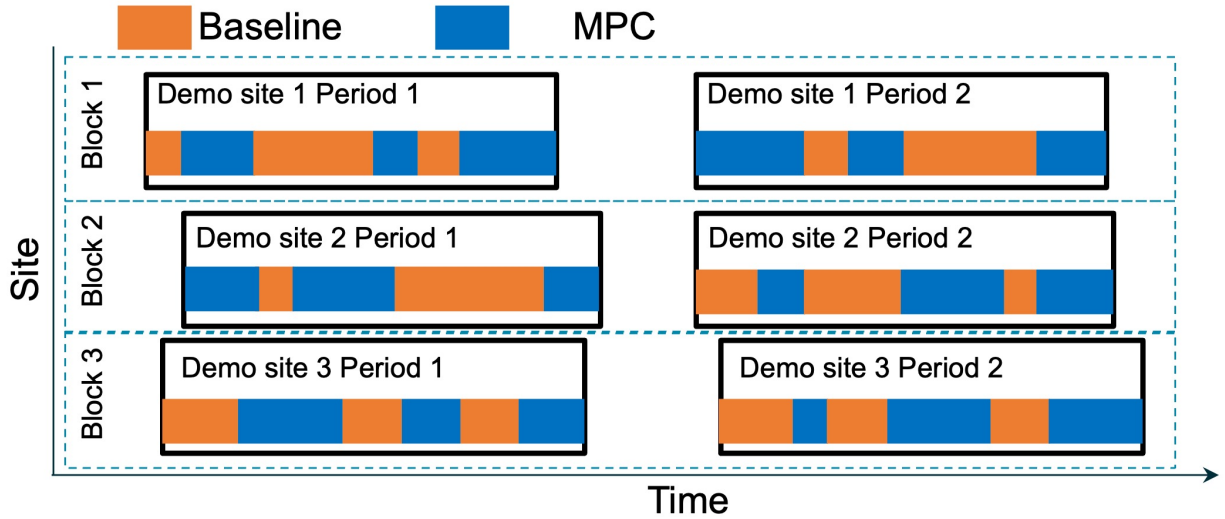 Baseline
MPC
Block 1
Demo site 1 Period 1
Demo site 1 Period 2
Block 2
Demo site 2 Period 1
Demo site 2 Period 2
Block 3
Demo site 3 Period 1
Demo site 3 Period 2
Site
Time